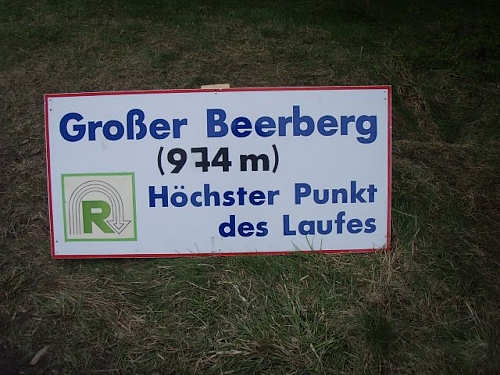 Großer Beerberg
(974 m)
R
Höchster Punkt
des Laufes